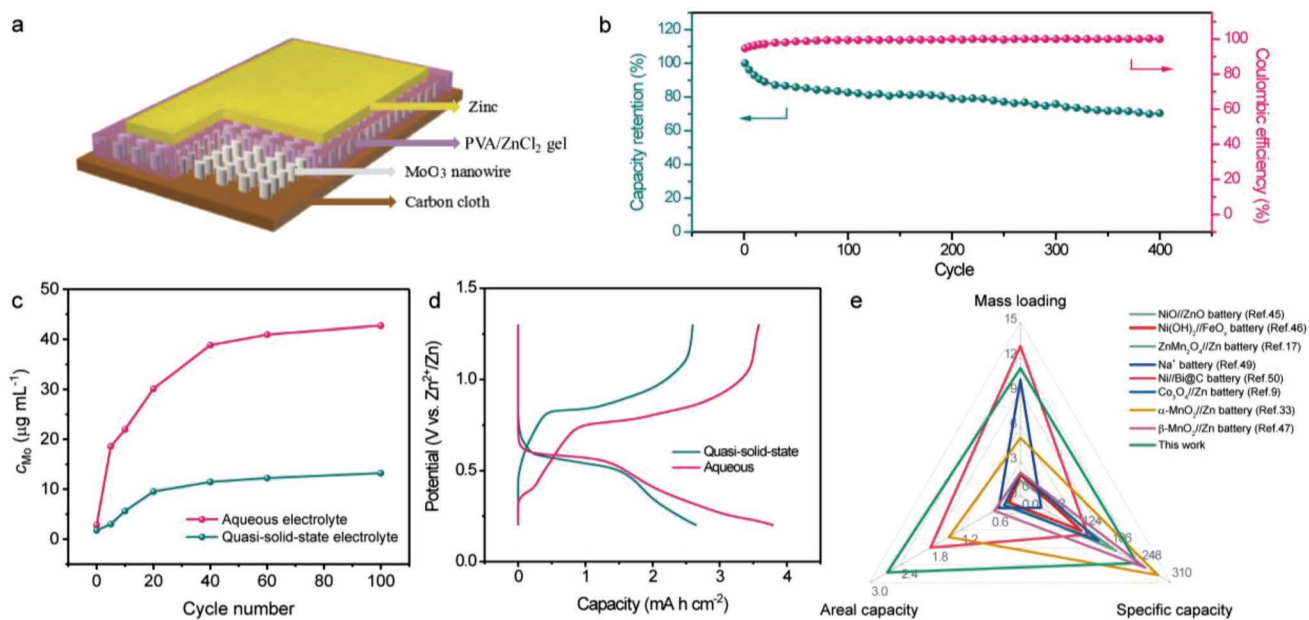 a
Zinc
PVA/ZnCl₂ gel
MoO₃ nanowire
Carbon cloth
b
120
100
80
60
40
20
0
Capacity retention (%)
0
100
200
300
400
Cycle
100
80
60
40
20
0
Coulombic efficiency (%)
c
50
40
30
20
10
0
c_Mo (μg mL⁻¹)
Aqueous electrolyte
Quasi-solid-state electrolyte
0
20
40
60
80
100
Cycle number
d
1.5
1.0
0.5
0.0
Potential (V vs. Zn²⁺/Zn)
Quasi-solid-state
Aqueous
0
1
2
3
4
Capacity (mA h cm⁻²)
e
Mass loading
15
12
9
6
3
0.0
0.6
1.2
1.8
2.4
3.0
124
186
248
310
Areal capacity
Specific capacity
NiO//ZnO battery (Ref.45)
Ni(OH)₂//FeOₓ battery (Ref.46)
ZnMn₂O₄//Zn battery (Ref.17)
Na⁺ battery (Ref.49)
Ni//Bi@C battery (Ref.50)
Co₃O₄//Zn battery (Ref.9)
α-MnO₂//Zn battery (Ref.33)
β-MnO₂//Zn battery (Ref.47)
This work